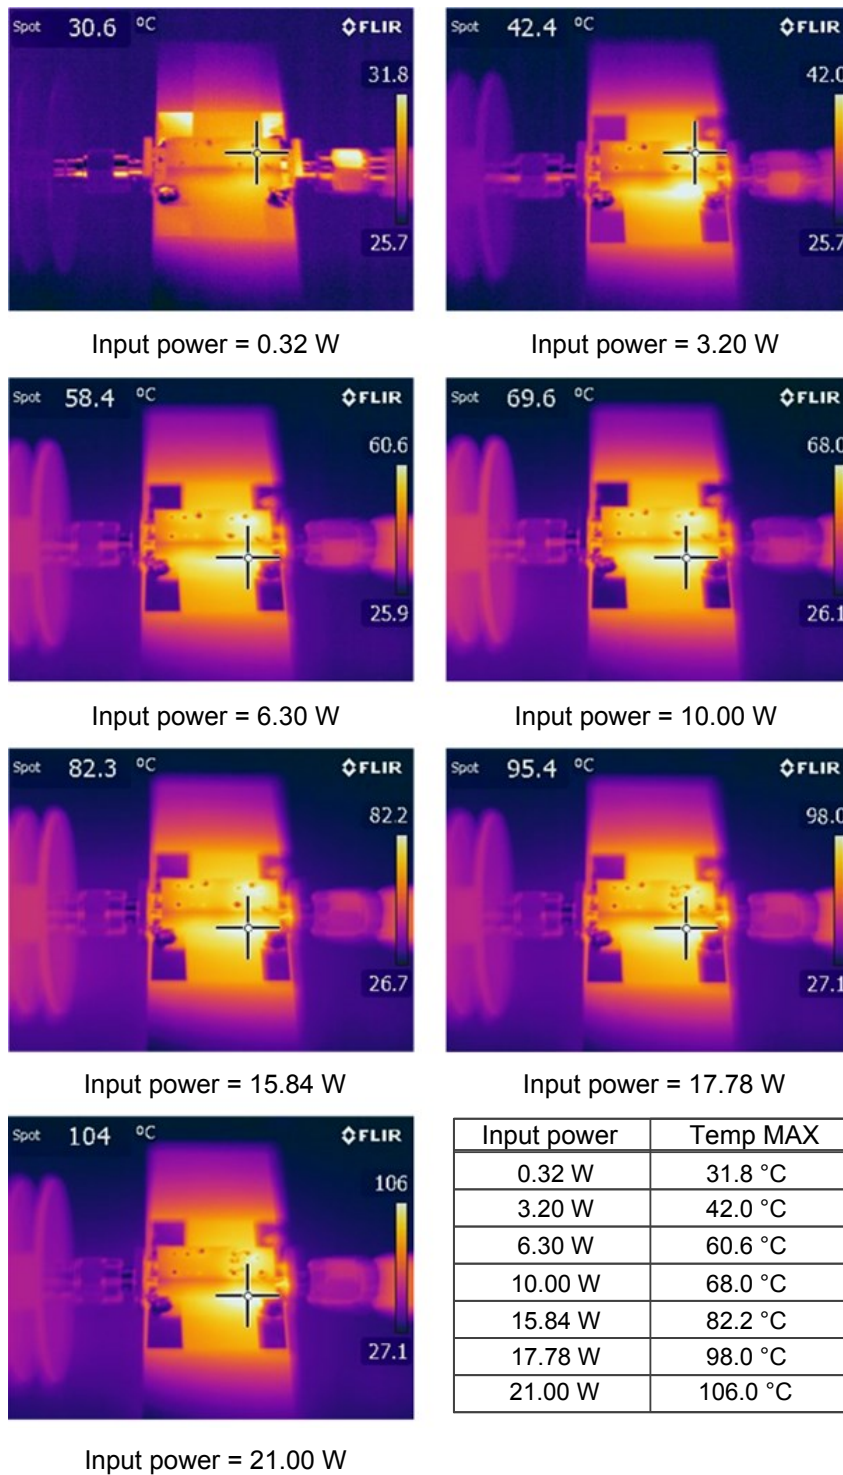 Spot 30.6 °C FLIR
31.8
25.7
Input power = 0.32 W
Spot 42.4 °C FLIR
42.0
25.7
Input power = 3.20 W
Spot 58.4 °C FLIR
60.6
25.9
Input power = 6.30 W
Spot 69.6 °C FLIR
68.0
26.1
Input power = 10.00 W
Spot 82.3 °C FLIR
82.2
26.7
Input power = 15.84 W
Spot 95.4 °C FLIR
98.0
27.1
Input power = 17.78 W
Spot 104 °C FLIR
106
27.1
Input power = 21.00 W
Input power Temp MAX
0.32 W 31.8 °C
3.20 W 42.0 °C
6.30 W 60.6 °C
10.00 W 68.0 °C
15.84 W 82.2 °C
17.78 W 98.0 °C
21.00 W 106.0 °C